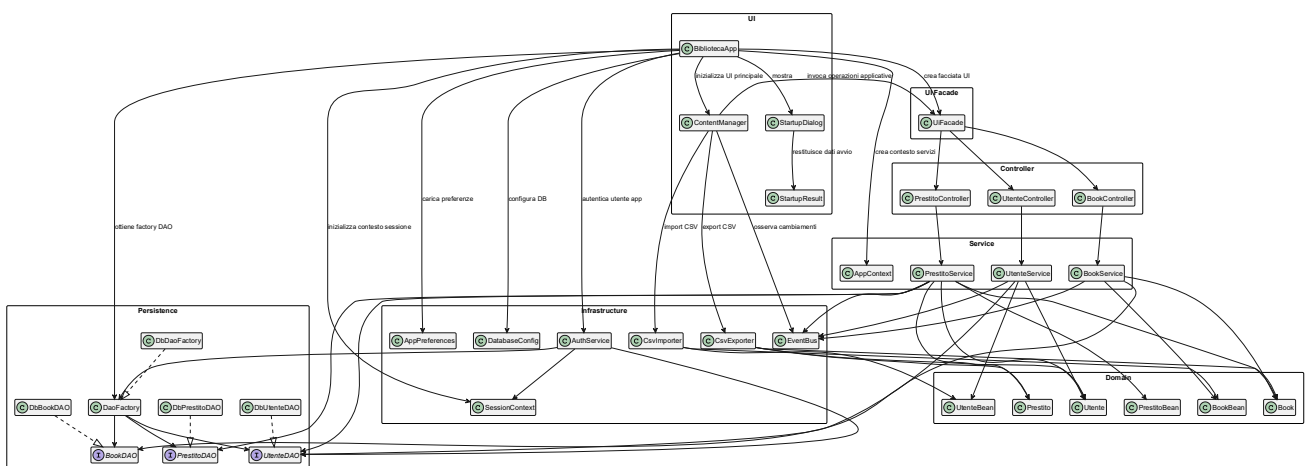 UI
C BibliotecaApp
inizializza UI principale
mostra
invoca operazioni applicative
crea facciata UI
UI Facade
C UiFacade
C ContentManager
C StartupDialog
restituisce dati avvio
crea contesto servizi
Controller
C StartupResult
C PrestitoController
C UtenteController
C BookController
ottiene factory DAO
inizializza contesto sessione
carica preferenze
configura DB
autentica utente app
import CSV
export CSV
osserva cambiamenti
Service
C AppContext
C PrestitoService
C UtenteService
C BookService
Persistence
Infrastructure
C DbDaoFactory
C AppPreferences
C DatabaseConfig
C AuthService
C CsvImporter
C CsvExporter
C EventBus
Domain
C DbBookDAO
C DaoFactory
C DbPrestitoDAO
C DbUtenteDAO
C SessionContext
C UtenteBean
C Prestito
C Utente
C PrestitoBean
C BookBean
C Book
I BookDAO
I PrestitoDAO
I UtenteDAO